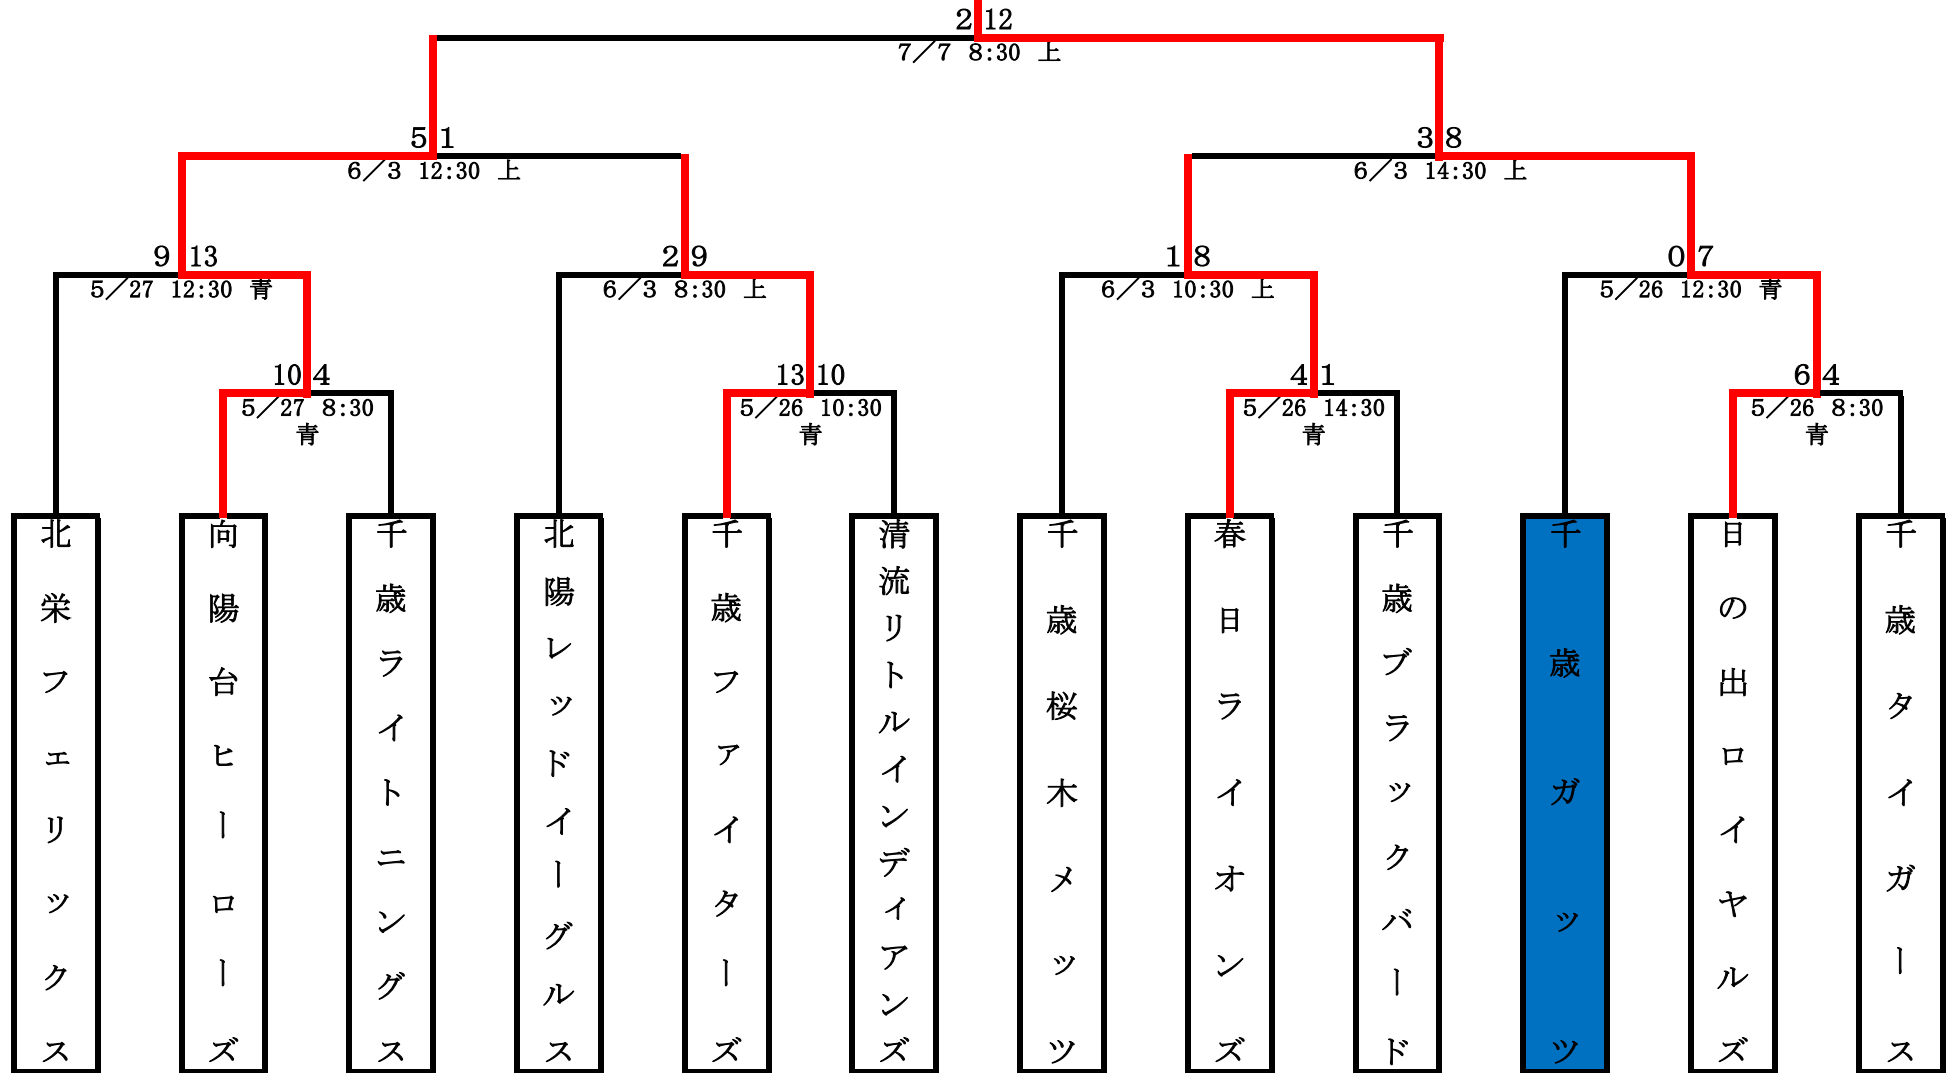 2 12
7／7 8:30 上
5 1
6／3 12:30 上
3 8
6／3 14:30 上
9 13
5／27 12:30 青
2 9
6／3 8:30 上
1 8
6／3 10:30 上
0 7
5／26 12:30 青
10 4
5／27 8:30
青
13 10
5／26 10:30
青
4 1
5／26 14:30
青
6 4
5／26 8:30
青
北栄フェリックス
向陽台ヒーローズ
千歳ライトニングス
北陽レッドイーグルス
千歳ファイターズ
清流リトルインディアンズ
千歳桜木メッツ
春日ライオンズ
千歳ブラックバード
千歳ガッツ
日の出ロイヤルズ
千歳タイガース